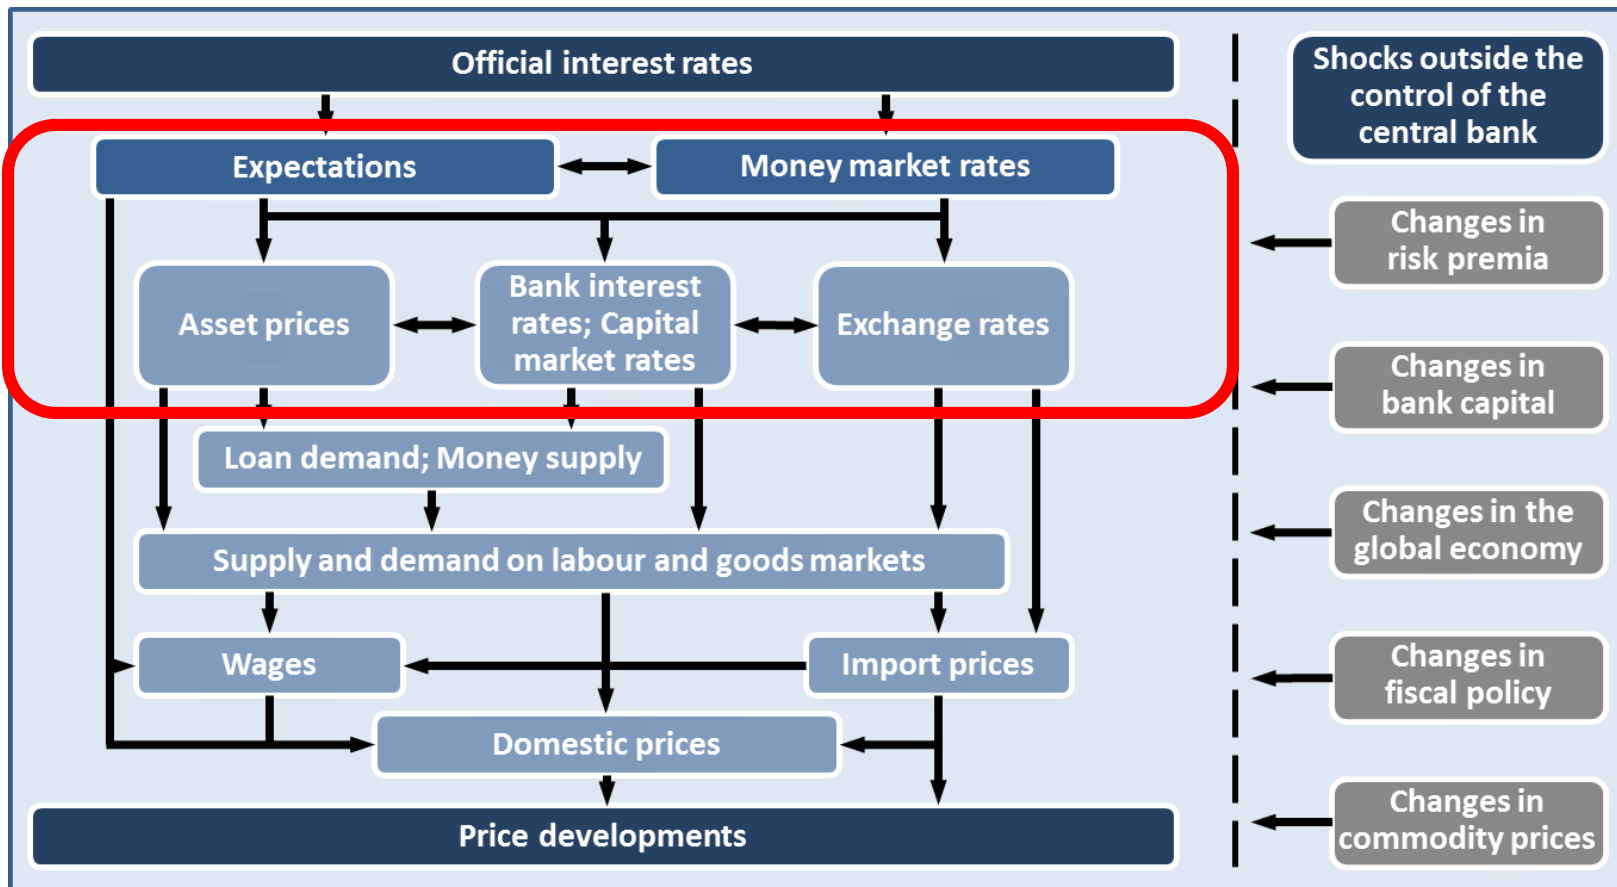 Official interest rates
Shocks outside the
control of the
central bank
Expectations
Money market rates
Changes in
risk premia
Asset prices
Bank interest
rates; Capital
market rates
Exchange rates
Changes in
bank capital
Loan demand; Money supply
Changes in the
global economy
Supply and demand on labour and goods markets
Wages
Import prices
Changes in
fiscal policy
Domestic prices
Changes in
commodity prices
Price developments